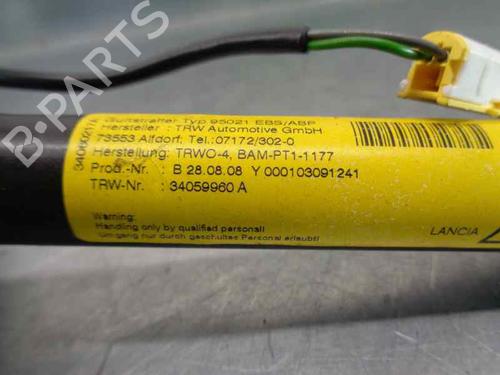 Gurtstraffer Typ 95021 EBS/ABP
Hersteller : TRW Automotive GmbH
73553 Alfdorf, Tel.:07172/302-0
Herstellung: TRWO-4, BAM-PT1-1177
Prod.-Nr. : B 28.08.08 Y 000103091241
TRW-Nr. : 34059960 A
Warning:
Handling only by qualified personall
Umgang nur durch geschultes Personal erlaubt!
LANCIA
B-PARTS